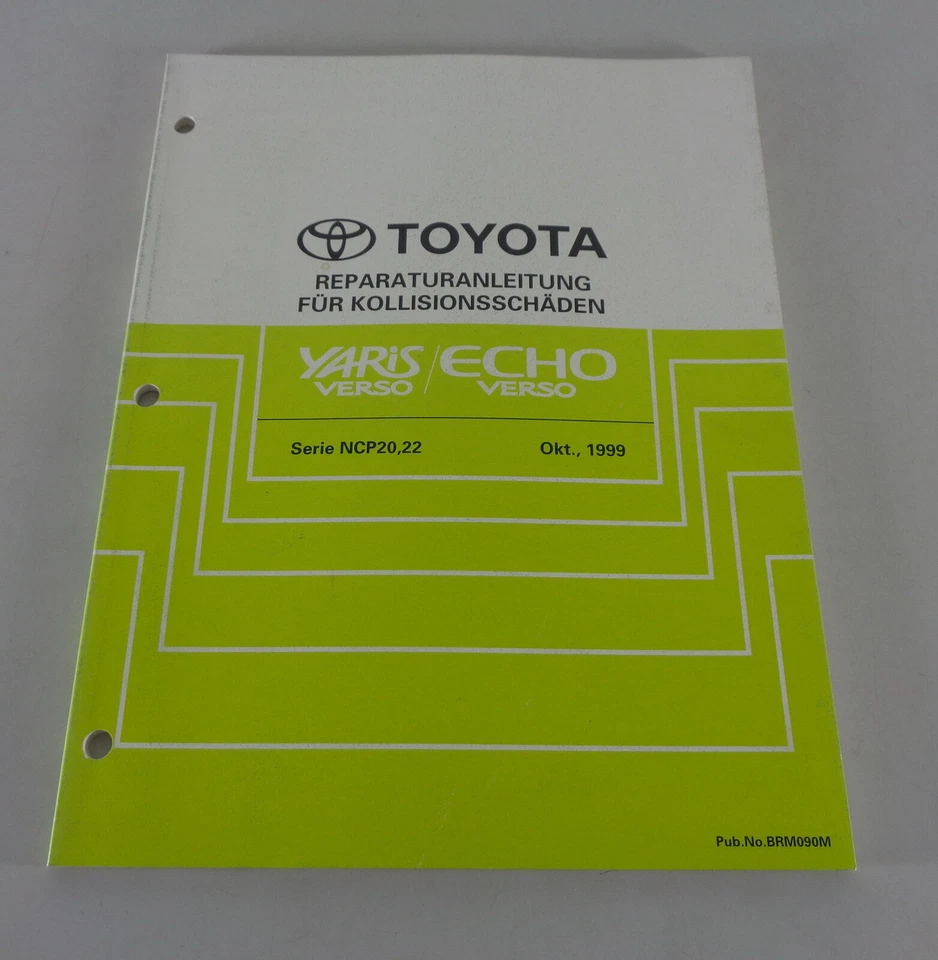 TOYOTA
REPARATURANLEITUNG
FÜR KOLLISIONSSCHÄDEN
YARiS / ECHO
VERSO VERSO
Serie NCP20,22 Okt., 1999
Pub.No.BRM090M